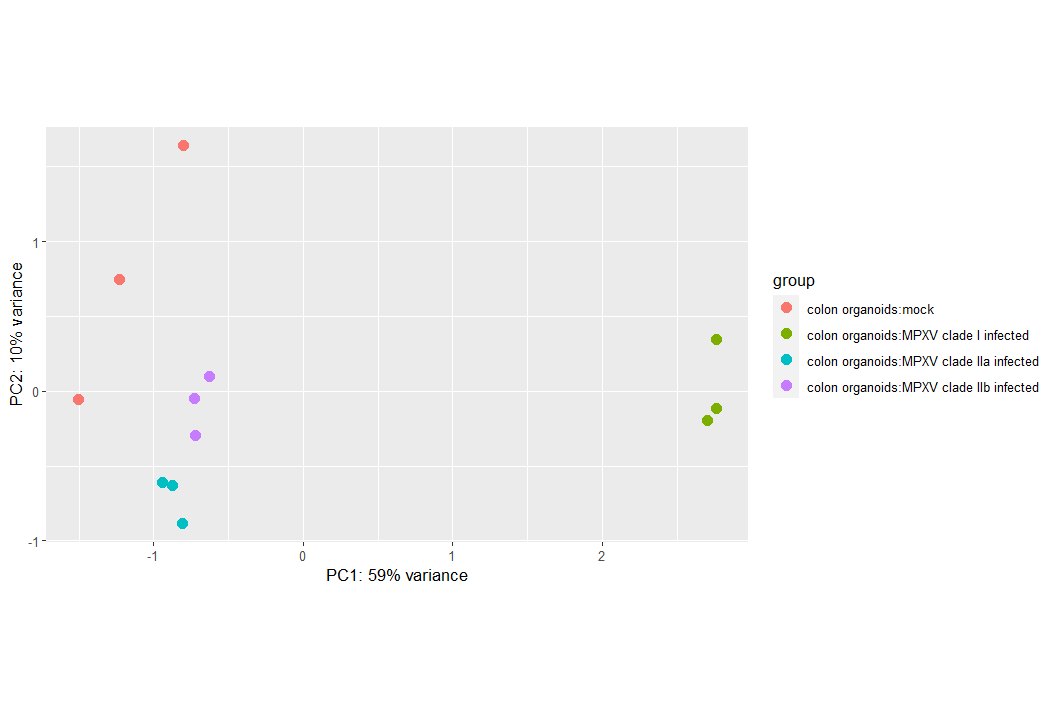 1
0
-1
-1
0
1
2
PC2: 10% variance
PC1: 59% variance
group
colon organoids:mock
colon organoids:MPXV clade I infected
colon organoids:MPXV clade IIa infected
colon organoids:MPXV clade IIb infected